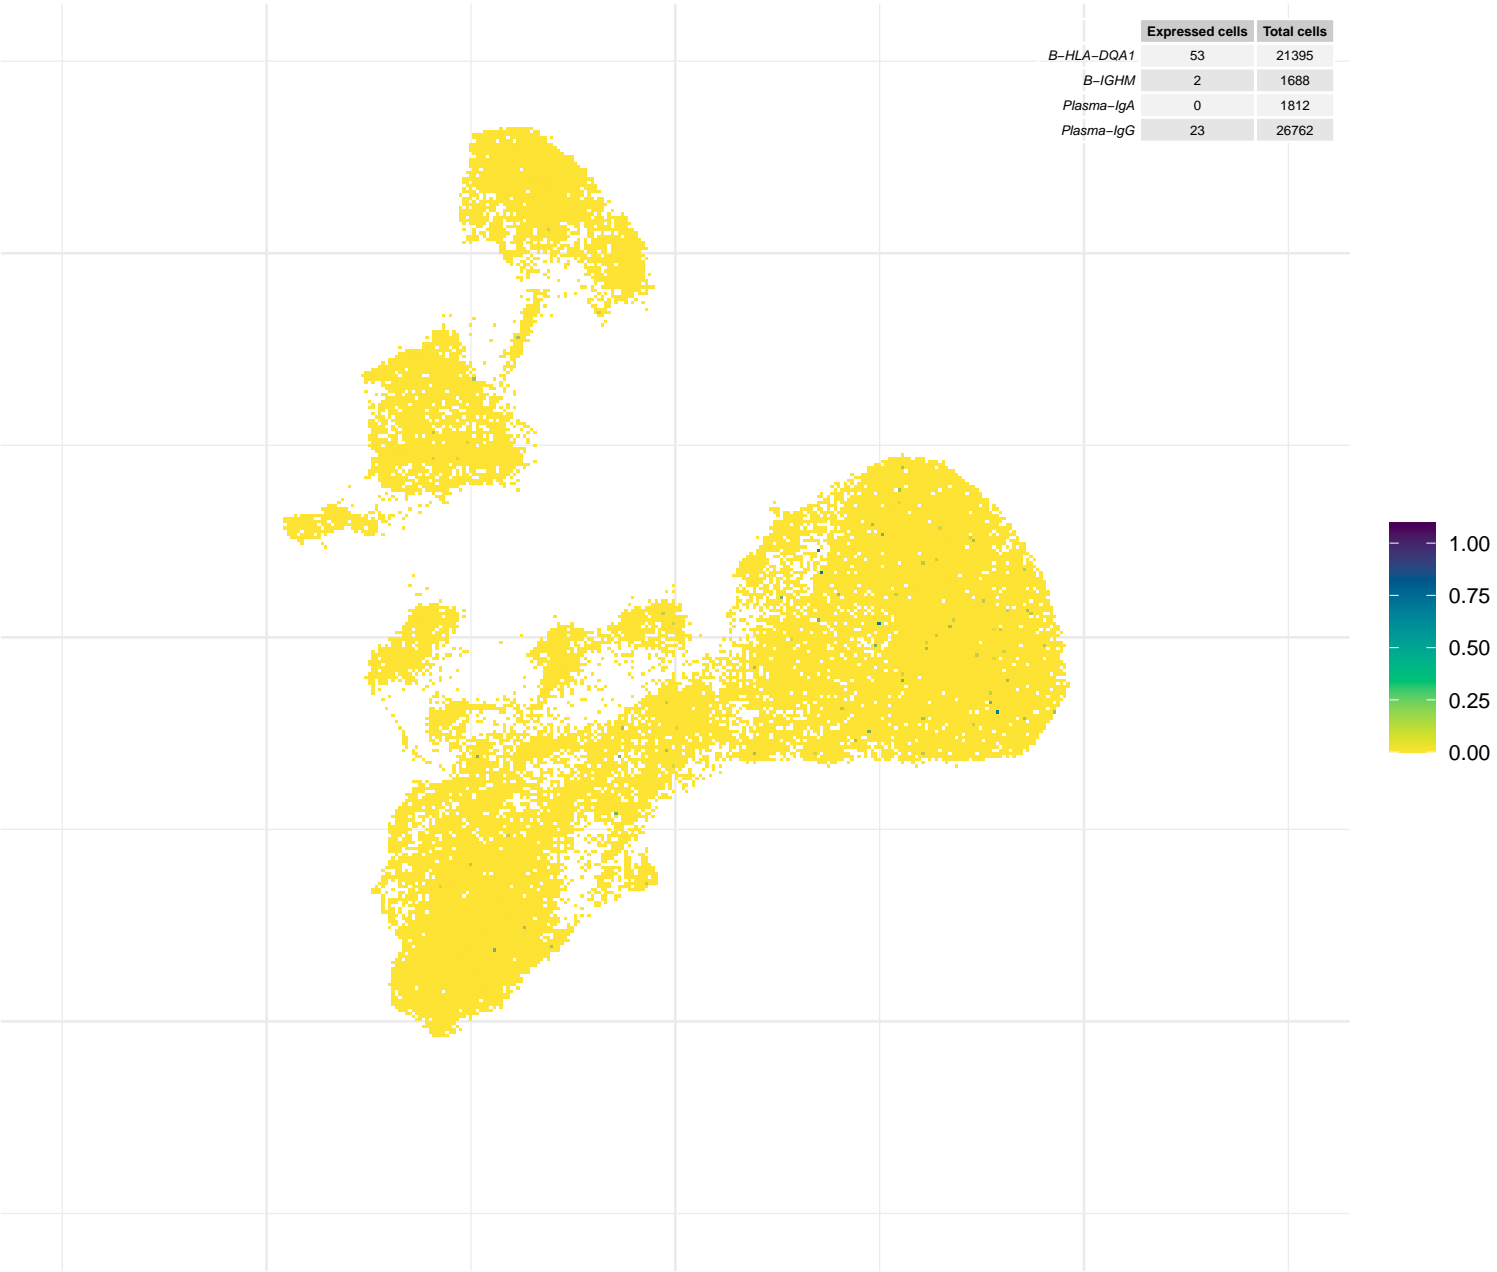 Expressed cells Total cells
B−HLA−DQA1 53 21395
B−IGHM 2 1688
Plasma−IgA 0 1812
Plasma−IgG 23 26762
1.00
0.75
0.50
0.25
0.00